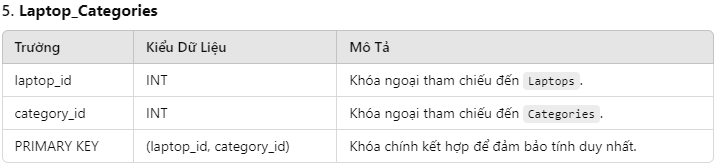 5. Laptop_Categories
Trường Kiểu Dữ Liệu Mô Tả
laptop_id INT Khóa ngoại tham chiếu đến Laptops.
category_id INT Khóa ngoại tham chiếu đến Categories.
PRIMARY KEY (laptop_id, category_id) Khóa chính kết hợp để đảm bảo tính duy nhất.